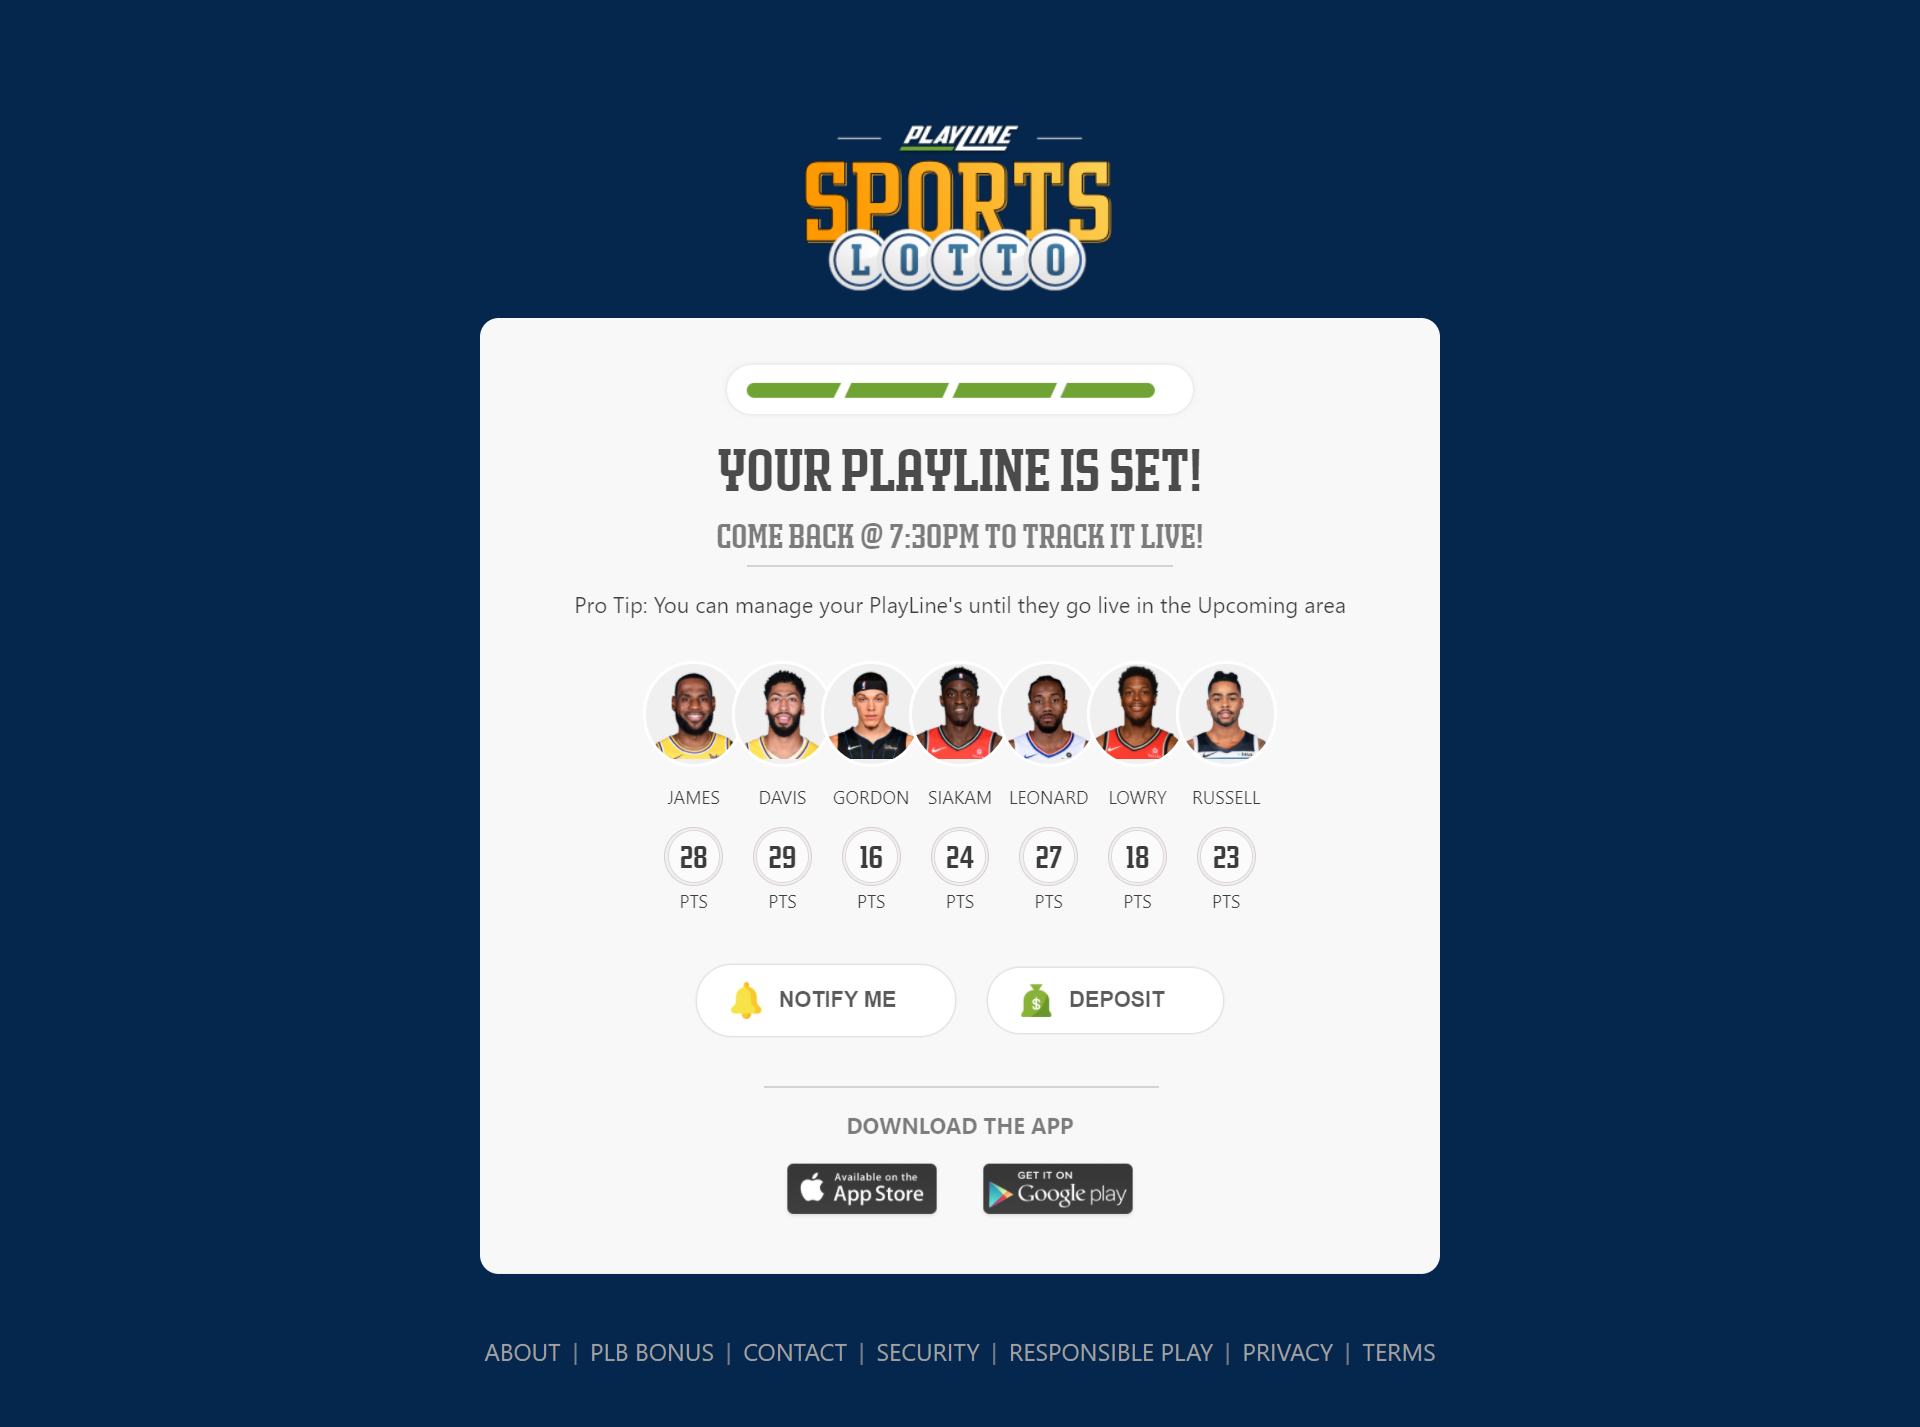 PLAYLINE
SPORTS
LOTTO
YOUR PLAYLINE IS SET!
COME BACK @ 7:30PM TO TRACK IT LIVE!
Pro Tip: You can manage your PlayLine's until they go live in the Upcoming area
JAMES DAVIS GORDON SIAKAM LEONARD LOWRY RUSSELL
28 29 16 24 27 18 23
PTS PTS PTS PTS PTS PTS PTS
NOTIFY ME DEPOSIT
DOWNLOAD THE APP
Available on the App Store
GET IT ON Google play
ABOUT | PLB BONUS | CONTACT | SECURITY | RESPONSIBLE PLAY | PRIVACY | TERMS